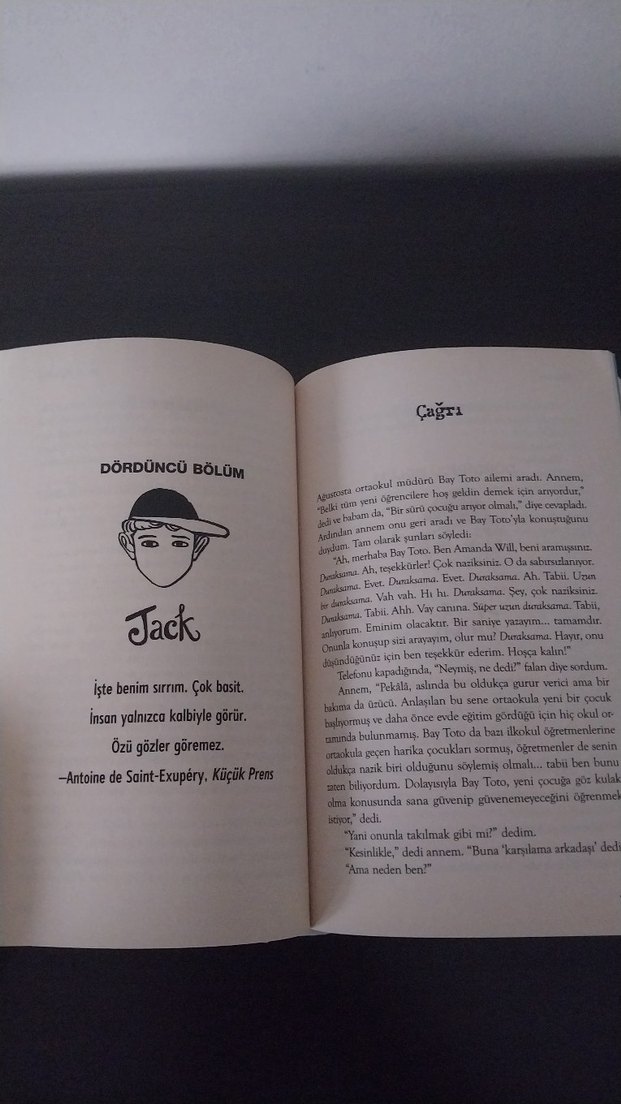 DÖRDÜNCÜ BÖLÜM
Jack
İşte benim sırrım. Çok basit.
İnsan yalnızca kalbiyle görür.
Özü gözler göremez.
—Antoine de Saint-Exupéry, Küçük Prens
Çağrı
Ağustosta ortaokul müdürü Bay Toto ailemi aradı. Annem,
“Belki tüm yeni öğrencilere hoş geldin demek için arıyordur,”
dedi ve babam da, “Bir sürü çocuğu arıyor olmalı,” diye cevapladı.
Ardından annem onu geri aradı ve Bay Toto’yla konuştuğunu
duydum. Tam olarak şunları söyledi:
“Ah, merhaba Bay Toto. Ben Amanda Will, beni aramışsınız.
Duraksama. Ah, teşekkürler! Çok naziksiniz. O da sabırsızlanıyor.
Duraksama. Evet. Duraksama. Evet. Duraksama. Ah. Tabii. Uzun
bir duraksama. Vah vah. Hı hı. Duraksama. Şey, çok naziksiniz.
Duraksama. Tabii. Ahh. Vay canına. Süper uzun duraksama. Tabii,
anlıyorum. Eminim olacaktır. Bir saniye yazayım... tamamdır.
Onunla konuşup sizi arayayım, olur mu? Duraksama. Hayır, onu
düşündüğünüz için ben teşekkür ederim. Hoşça kalın!”
Telefonu kapadığında, “Neymiş, ne dedi?” falan diye sordum.
Annem, “Pekâlâ, aslında bu oldukça gurur verici ama bir
bakıma da üzücü. Anlaşılan bu sene ortaokula yeni bir çocuk
başlıyormuş ve daha önce evde eğitim gördüğü için hiç okul or-
tamında bulunmamış. Bay Toto da bazı ilkokul öğretmenlerine
ortaokula geçen harika çocukları sormuş, öğretmenler de senin
oldukça nazik biri olduğunu söylemiş olmalı... tabii ben bunu
zaten biliyordum. Dolayısıyla Bay Toto, yeni çocuğa göz kulak
olma konusunda sana güvenip güvenemeyeceğini öğrenmek
istiyor,” dedi.
“Yani onunla takılmak gibi mi?” dedim.
“Kesinlikle,” dedi annem. “Buna ‘karşılama arkadaşı’ dedi
“Ama neden ben?”